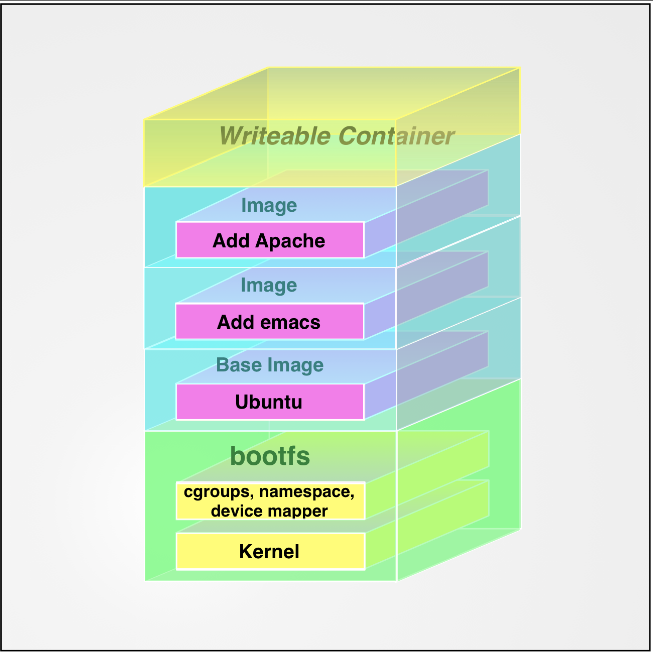 Writeable Container
Image
Add Apache
Image
Add emacs
Base Image
Ubuntu
bootfs
cgroups, namespace,
device mapper
Kernel